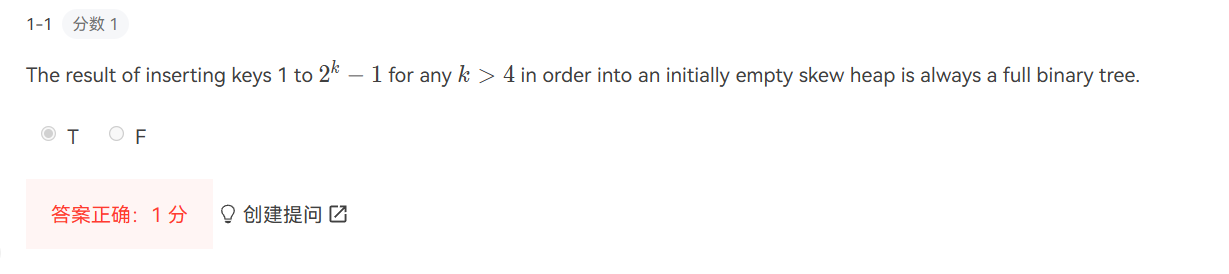 1-1 分数 1
The result of inserting keys 1 to 2^k − 1 for any k > 4 in order into an initially empty skew heap is always a full binary tree.
T F
答案正确：1 分 创建提问